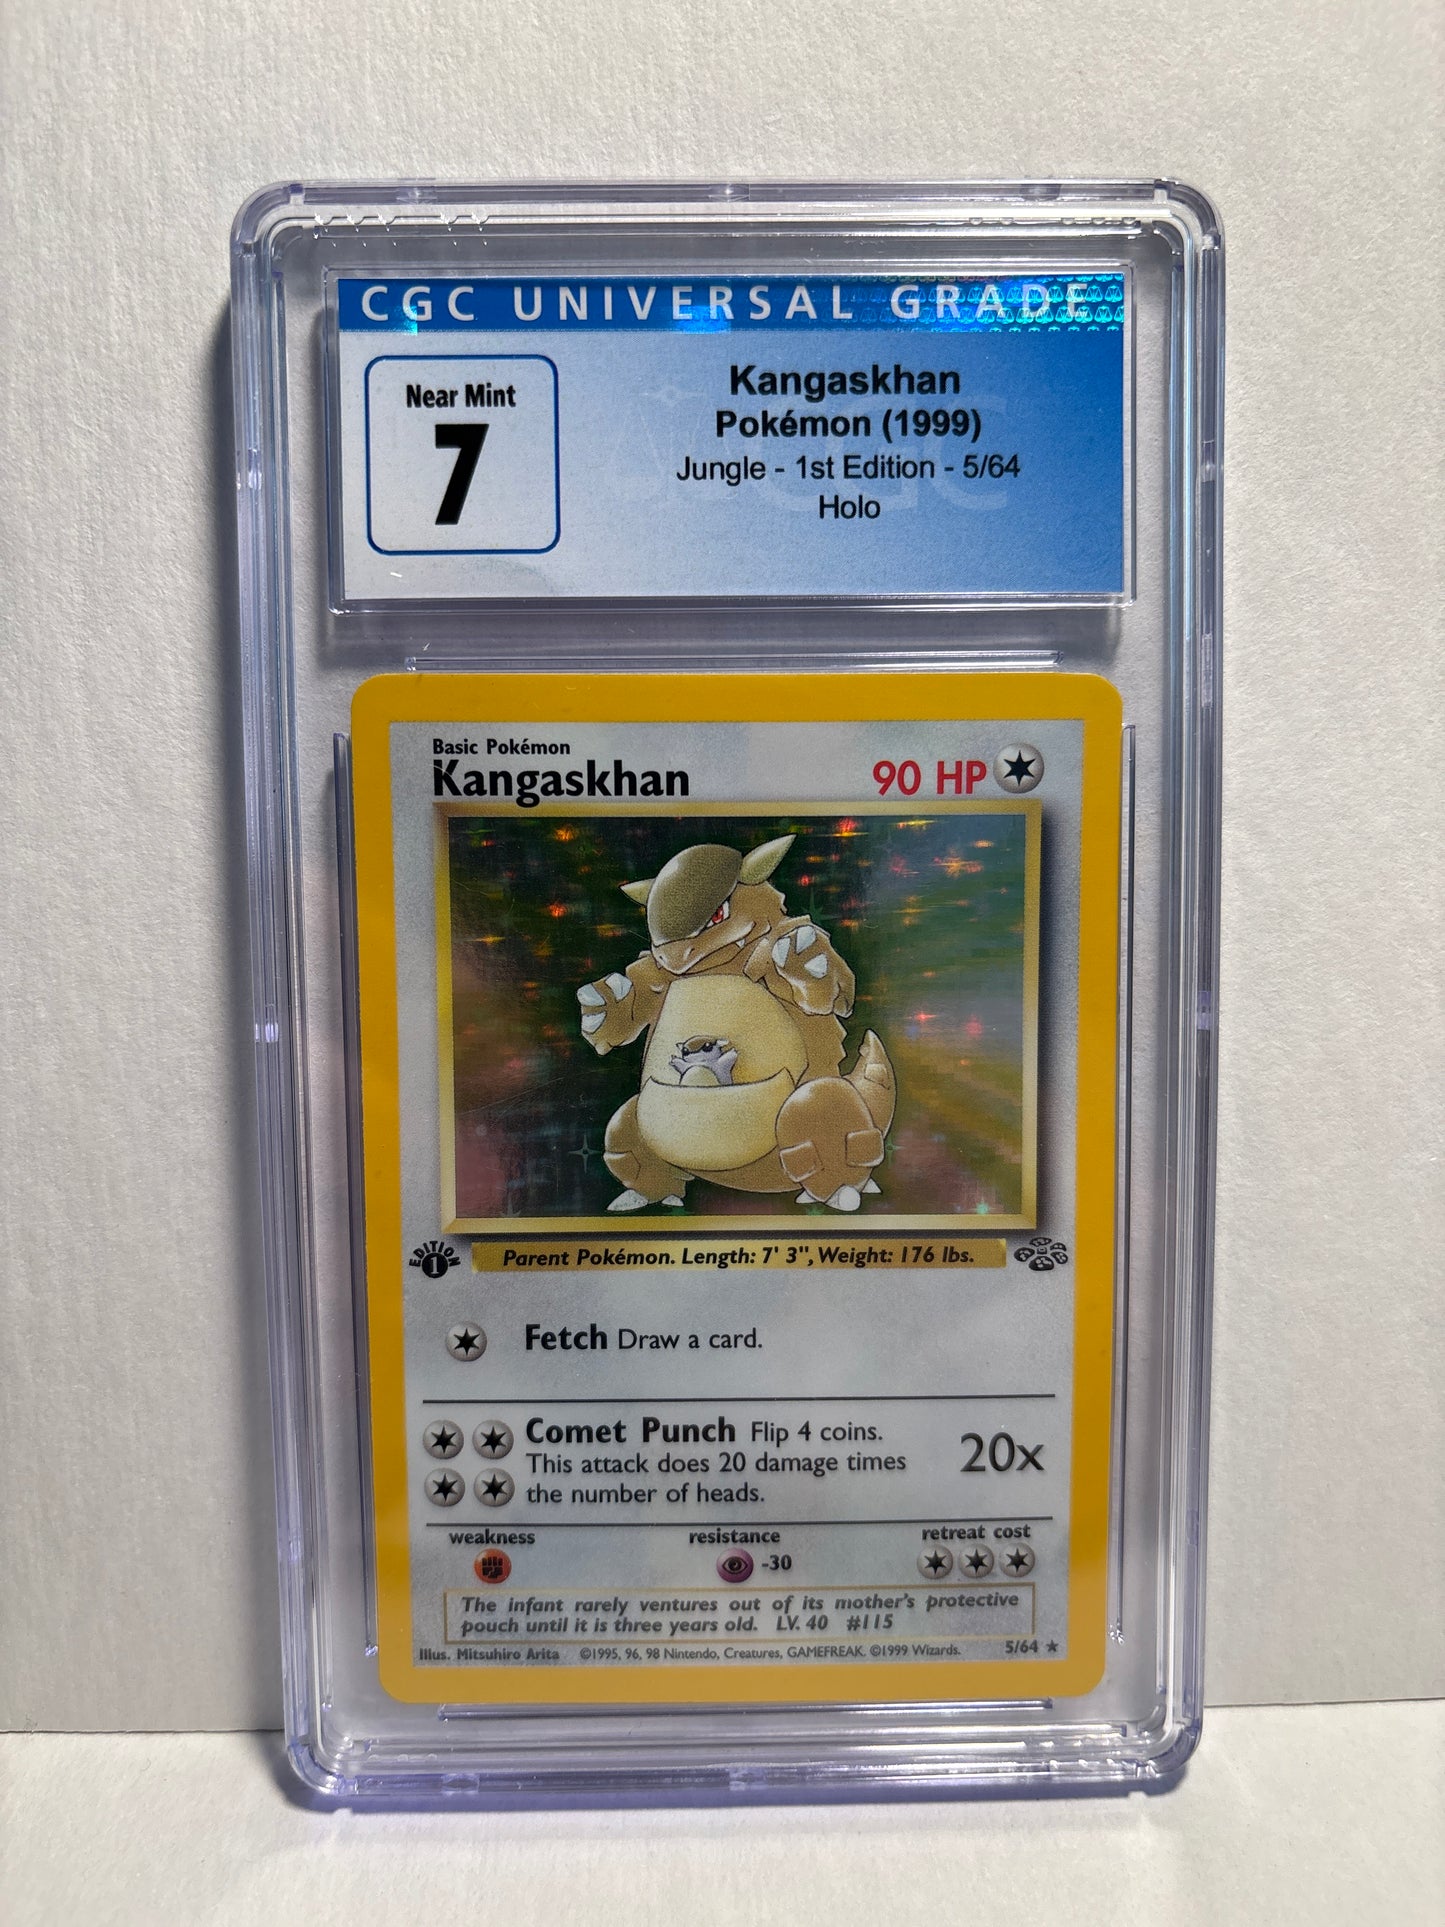 CGC UNIVERSAL GRADE
Near Mint
7
Kangaskhan
Pokémon (1999)
Jungle - 1st Edition - 5/64
Holo
Basic Pokémon
Kangaskhan
90 HP
EDITION
1
Parent Pokémon. Length: 7' 3", Weight: 176 lbs.
Fetch Draw a card.
Comet Punch Flip 4 coins.
This attack does 20 damage times
the number of heads.
20x
weakness
resistance
retreat cost
-30
The infant rarely ventures out of its mother's protective
pouch until it is three years old. LV. 40 #115
Illus. Mitsuhiro Arita ©1995, 96, 98 Nintendo, Creatures, GAMEFREAK. ©1999 Wizards. 5/64 ★